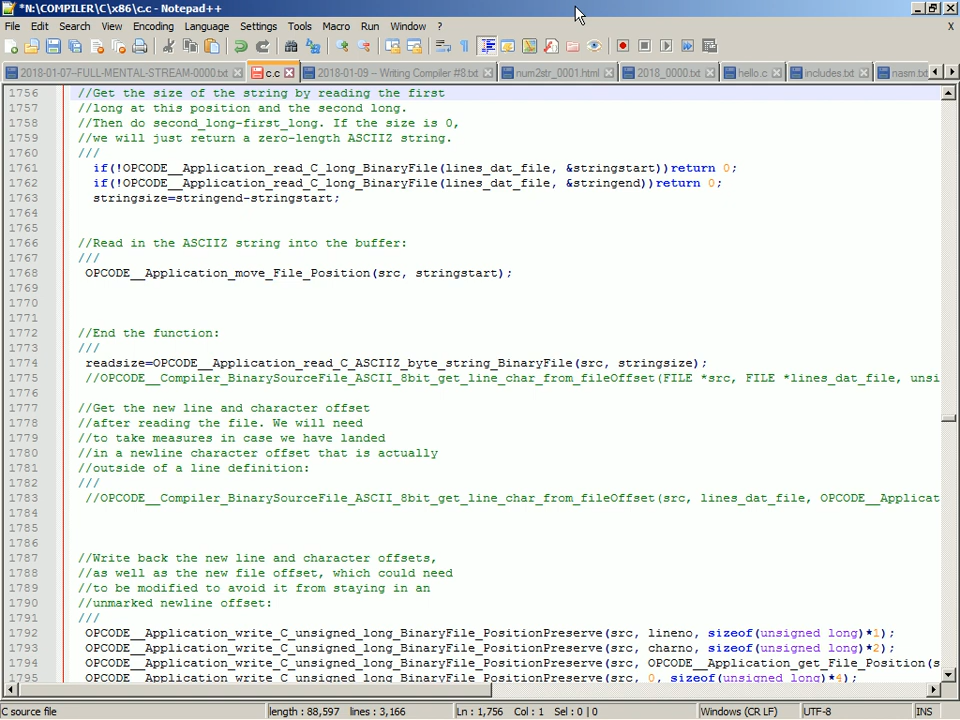 *N:\COMPILER\C\x86\c.c - Notepad++
File Edit Search View Encoding Language Settings Tools Macro Run Window ? X
2018-01-07-FULL-MENTAL-STREAM-0000.txt c.c 2018-01-09 -- Writing Compiler #8.txt num2str_0001.html 2018_0000.txt hello.c includes.txt nasm.tx
1756 //Get the size of the string by reading the first
1757 //long at this position and the second long.
1758 //Then do second_long-first_long. If the size is 0,
1759 //we will just return a zero-length ASCIIZ string.
1760 ///
1761 if(!OPCODE__Application_read_C_long_BinaryFile(lines_dat_file, &stringstart))return 0;
1762 if(!OPCODE__Application_read_C_long_BinaryFile(lines_dat_file, &stringend))return 0;
1763 stringsize=stringend-stringstart;
1764
1765
1766 //Read in the ASCIIZ string into the buffer:
1767 ///
1768 OPCODE__Application_move_File_Position(src, stringstart);
1769
1770
1771
1772 //End the function:
1773 ///
1774 readsize=OPCODE__Application_read_C_ASCIIZ_byte_string_BinaryFile(src, stringsize);
1775 //OPCODE__Compiler_BinarySourceFile_ASCII_8bit_get_line_char_from_fileOffset(FILE *src, FILE *lines_dat_file, unsi
1776
1777 //Get the new line and character offset
1778 //after reading the file. We will need
1779 //to take measures in case we have landed
1780 //in a newline character offset that is actually
1781 //outside of a line definition:
1782 ///
1783 //OPCODE__Compiler_BinarySourceFile_ASCII_8bit_get_line_char_from_fileOffset(src, lines_dat_file, OPCODE__Applicat
1784
1785
1786
1787 //Write back the new line and character offsets,
1788 //as well as the new file offset, which could need
1789 //to be modified to avoid it from staying in an
1790 //unmarked newline offset:
1791 ///
1792 OPCODE__Application_write_C_unsigned_long_BinaryFile_PositionPreserve(src, lineno, sizeof(unsigned long)*1);
1793 OPCODE__Application_write_C_unsigned_long_BinaryFile_PositionPreserve(src, charno, sizeof(unsigned long)*2);
1794 OPCODE__Application_write_C_unsigned_long_BinaryFile_PositionPreserve(src, OPCODE__Application_get_File_Position(s
1795 OPCODE__Application_write_C_unsigned_long_BinaryFile_PositionPreserve(src, 0, sizeof(unsigned long)*4);
C source file length : 88,597 lines : 3,166 Ln : 1,756 Col : 1 Sel : 0 | 0 Windows (CR LF) UTF-8 INS